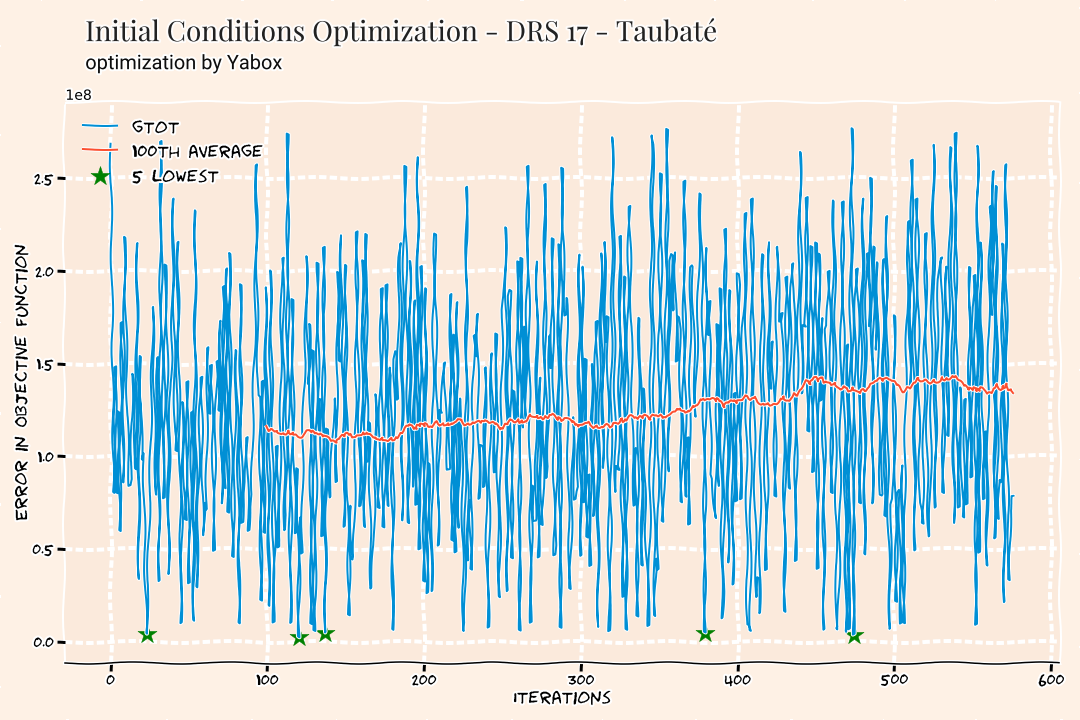 Initial Conditions Optimization - DRS 17 - Taubaté
optimization by Yabox
1e8
GTOT
100TH AVERAGE
5 LOWEST
2.5
2.0
1.5
1.0
0.5
0.0
ERROR IN OBJECTIVE FUNCTION
0 100 200 300 400 500 600
ITERATIONS